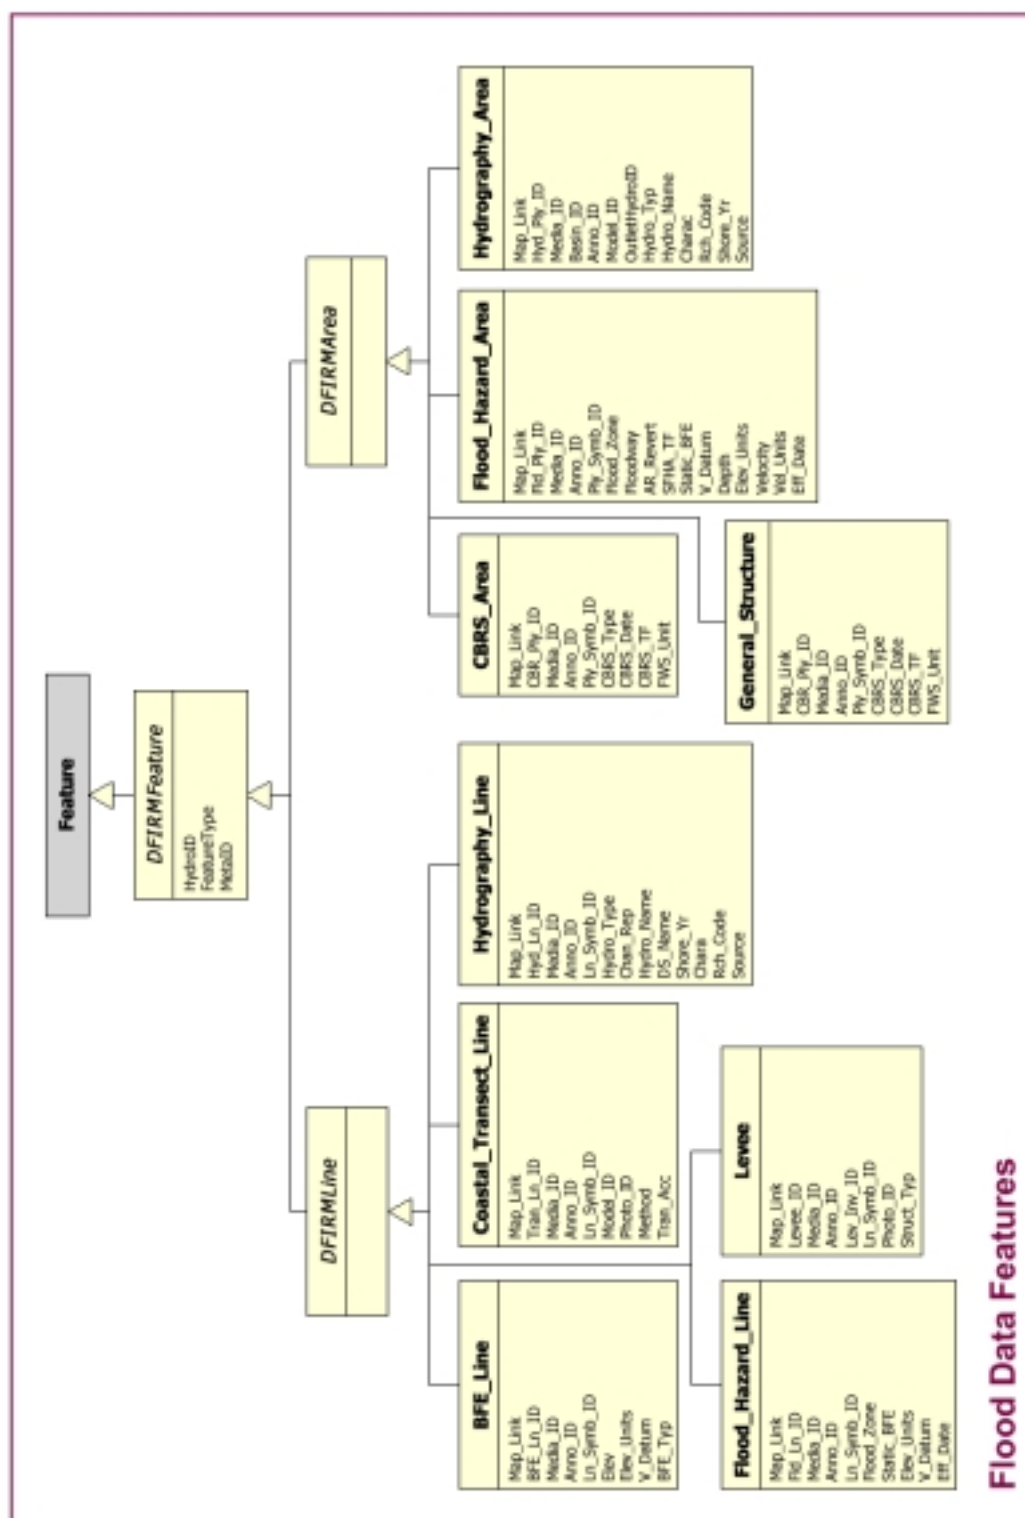 Feature
DFIRMFeature
HydroID
FeatureType
MetaID
DFIRMLine
DFIRMArea
BFE_Line
Map_Link
BFE_Ln_ID
Media_ID
Anno_ID
Ln_Symb_ID
Elev
Elev_Units
V_Datum
BFE_Typ
Coastal_Transect_Line
Map_Link
Tran_Ln_ID
Media_ID
Anno_ID
Ln_Symb_ID
Model_ID
Photo_ID
Method
Tran_Acc
Hydrography_Line
Map_Link
Hyd_Ln_ID
Media_ID
Anno_ID
Ln_Symb_ID
Hydro_Type
Chan_Rep
Hydro_Name
DS_Name
Shore_Yr
Chara
Rch_Code
Source
CBRS_Area
Map_Link
CBR_Ply_ID
Media_ID
Anno_ID
Ply_Symb_ID
CBRS_Type
CBRS_Date
CBRS_TF
FWS_Unit
Flood_Hazard_Area
Map_Link
Fld_Ply_ID
Media_ID
Anno_ID
Ply_Symb_ID
Flood_Zone
Floodway
AR_Revert
SFHA_TF
Static_BFE
V_Datum
Depth
Elev_Units
Velocity
Vel_Units
Eff_Date
Hydrography_Area
Map_Link
Hyd_Ply_ID
Media_ID
Basin_ID
Anno_ID
Model_ID
OutletHydroID
Hydro_Typ
Hydro_Name
Charac
Rch_Code
Shore_Yr
Source
Flood_Hazard_Line
Map_Link
Fld_Ln_ID
Media_ID
Anno_ID
Ln_Symb_ID
Flood_Zone
Static_BFE
Elev_Units
V_Datum
Eff_Date
Levee
Map_Link
Levee_ID
Media_ID
Anno_ID
Lev_Inv_ID
Ln_Symb_ID
Photo_ID
Struct_Typ
General_Structure
Map_Link
CBR_Ply_ID
Media_ID
Anno_ID
Ply_Symb_ID
CBRS_Type
CBRS_Date
CBRS_TF
FWS_Unit
Flood Data Features